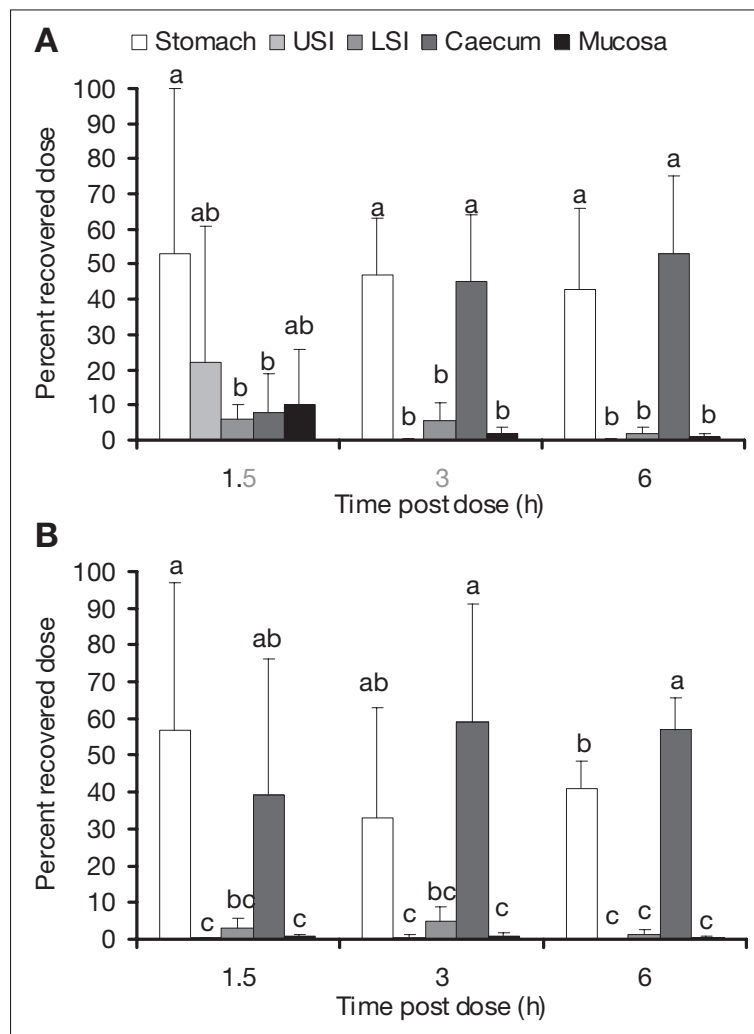 A
Stomach USI LSI Caecum Mucosa
Percent recovered dose
100
90
80
70
60
50
40
30
20
10
0
a
ab
b
b
ab
a
b
b
a
b
a
b
b
a
b
1.5
3
6
Time post dose (h)
B
Percent recovered dose
100
90
80
70
60
50
40
30
20
10
0
a
c
bc
ab
c
ab
c
bc
a
c
b
c
c
a
c
1.5
3
6
Time post dose (h)